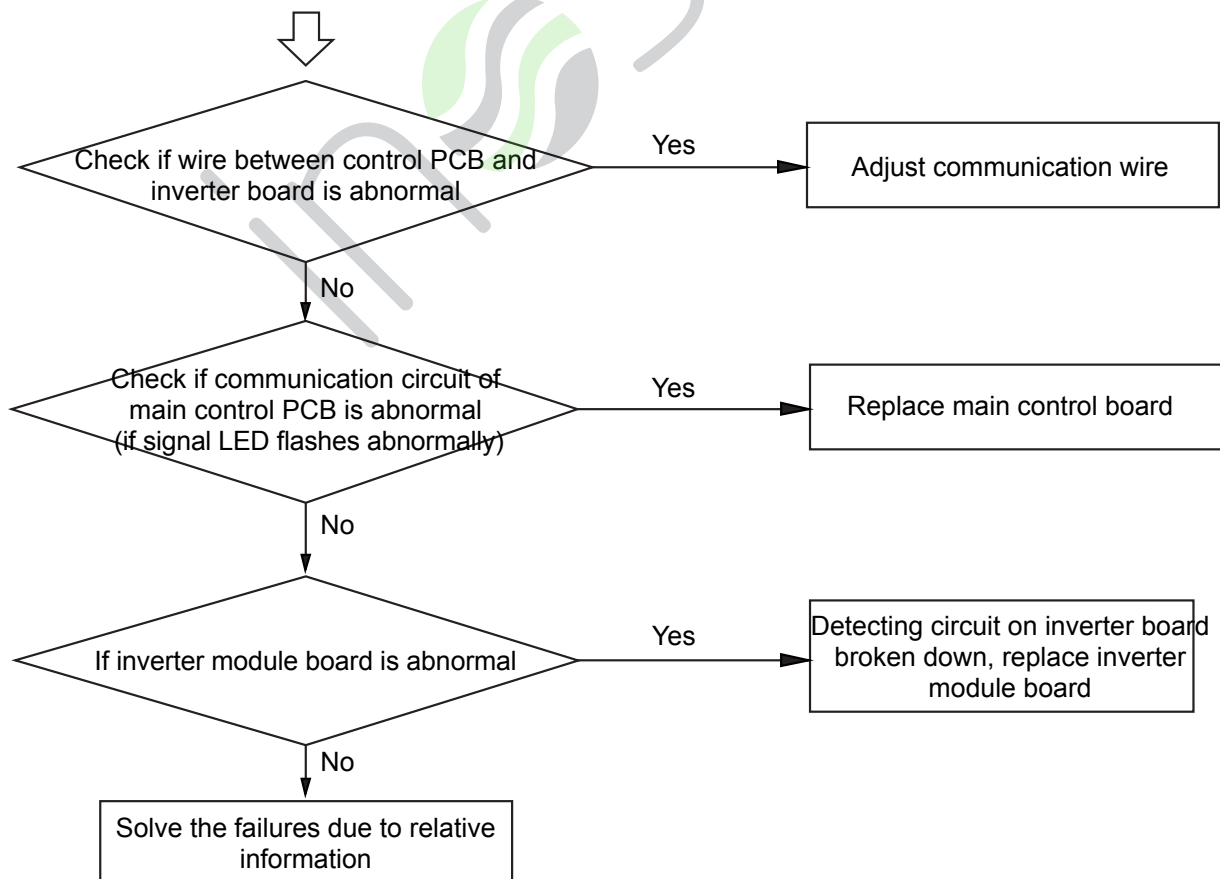 Check if wire between control PCB and
inverter board is abnormal
Yes
Adjust communication wire
No
Check if communication circuit of
main control PCB is abnormal
(if signal LED flashes abnormally)
Yes
Replace main control board
No
If inverter module board is abnormal
Yes
Detecting circuit on inverter board
broken down, replace inverter
module board
No
Solve the failures due to relative
information